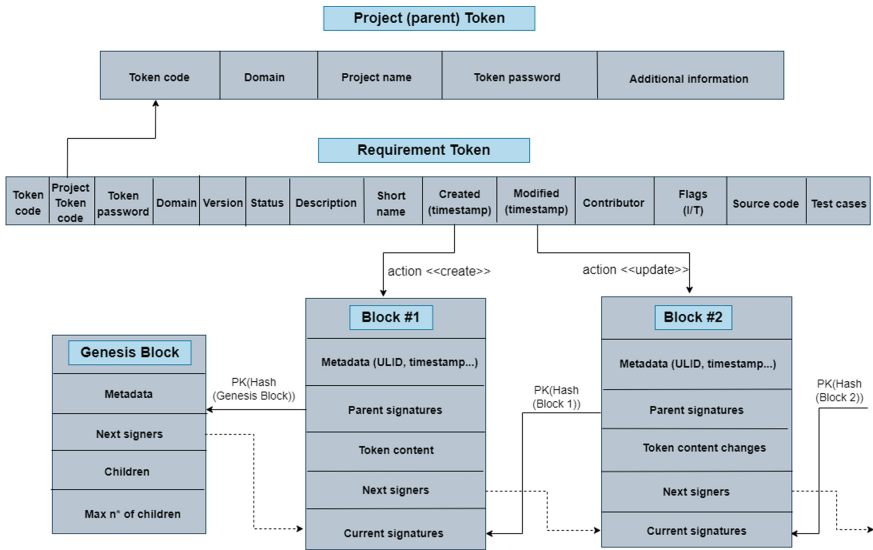 Project (parent) Token
Token code
Domain
Project name
Token password
Additional information
Requirement Token
Token
code
Project
Token
code
Token
password
Domain
Version
Status
Description
Short
name
Created
(timestamp)
Modified
(timestamp)
Contributor
Flags
(I/T)
Source code
Test cases
action <<create>>
action <<update>>
Genesis Block
Metadata
Next signers
Children
Max n° of children
PK(Hash
(Genesis Block))
Block #1
Metadata (ULID, timestamp...)
Parent signatures
Token content
Next signers
Current signatures
PK(Hash
(Block 1))
Block #2
Metadata (ULID, timestamp...)
Parent signatures
Token content changes
Next signers
Current signatures
PK(Hash
(Block 2))